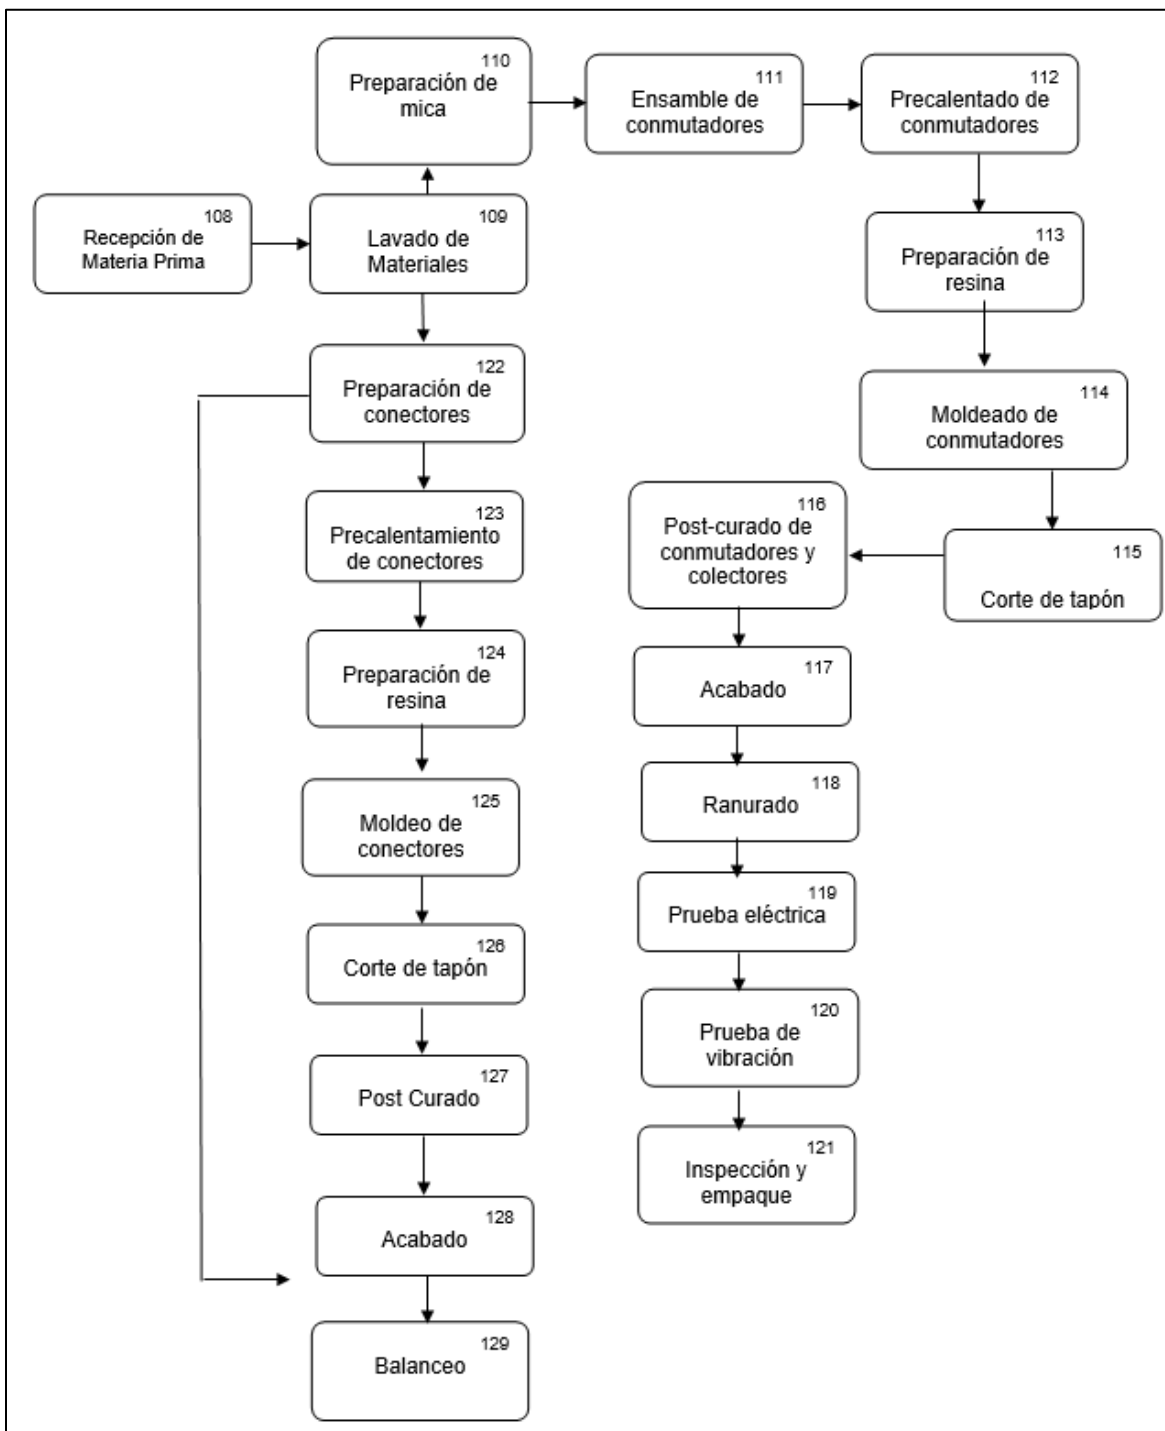 110
Preparación de
mica
111
Ensamble de
conmutadores
112
Precalentado de
conmutadores
108
Recepción de
Materia Prima
109
Lavado de
Materiales
113
Preparación de
resina
122
Preparación de
conectores
114
Moldeado de
conmutadores
123
Precalentamiento
de conectores
116
Post-curado de
conmutadores y
colectores
115
Corte de tapón
124
Preparación de
resina
117
Acabado
125
Moldeo de
conectores
118
Ranurado
126
Corte de tapón
119
Prueba eléctrica
127
Post Curado
120
Prueba de
vibración
128
Acabado
121
Inspección y
empaque
129
Balanceo